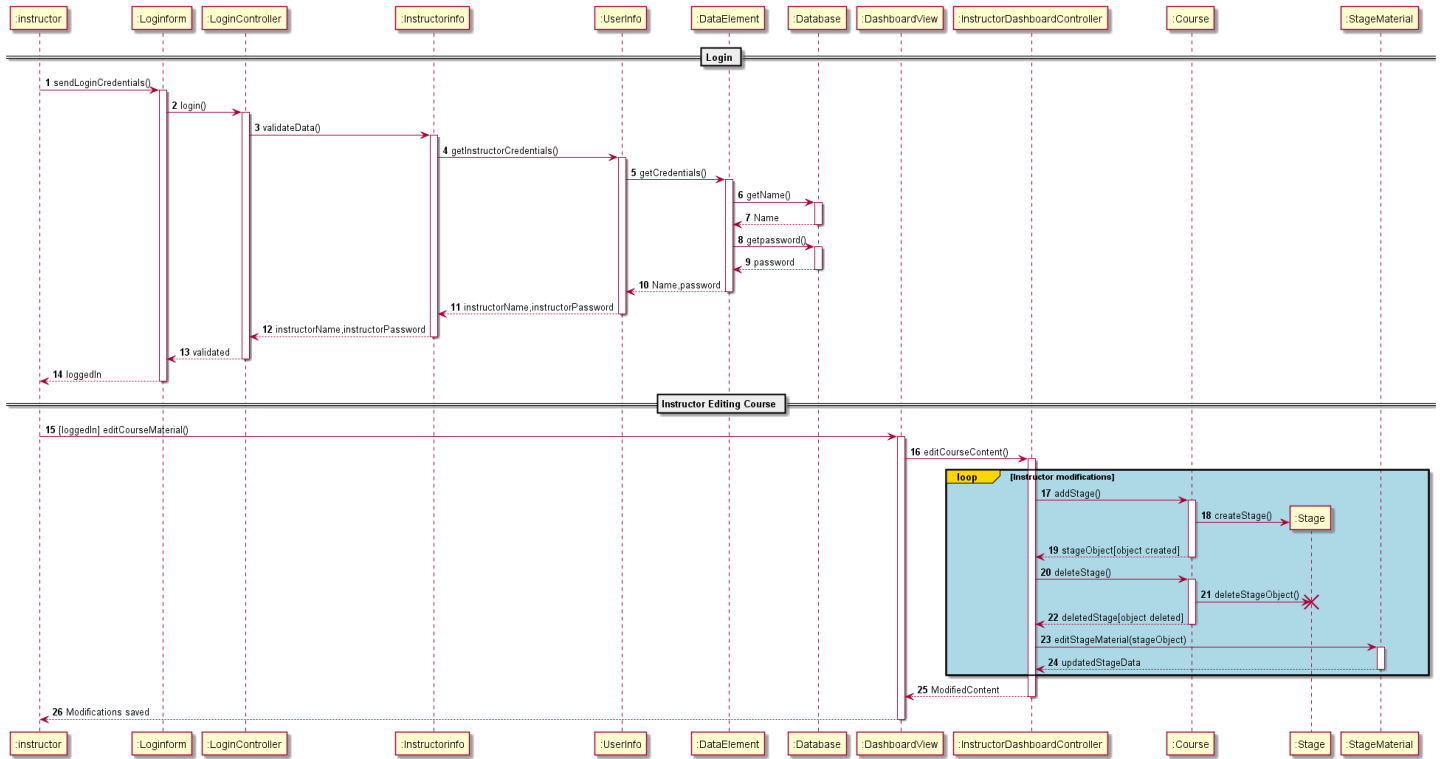 :instructor :Loginform :LoginController :Instructorinfo :UserInfo :DataElement :Database :DashboardView :InstructorDashboardController :Course :StageMaterial
Login
1 sendLoginCredentials()
2 login()
3 validateData()
4 getInstructorCredentials()
5 getCredentials()
6 getName()
7 Name
8 getpassword()
9 password
10 Name,password
11 instructorName,instructorPassword
12 instructorName,instructorPassword
13 validated
14 loggedIn
Instructor Editing Course
15 [loggedIn] editCourseMaterial()
16 editCourseContent()
loop [Instructor modifications]
17 addStage()
18 createStage() :Stage
19 stageObject[object created]
20 deleteStage()
21 deleteStageObject()
22 deletedStage[object deleted]
23 editStageMaterial(stageObject)
24 updatedStageData
25 ModifiedContent
26 Modifications saved
:instructor :Loginform :LoginController :Instructorinfo :UserInfo :DataElement :Database :DashboardView :InstructorDashboardController :Course :Stage :StageMaterial